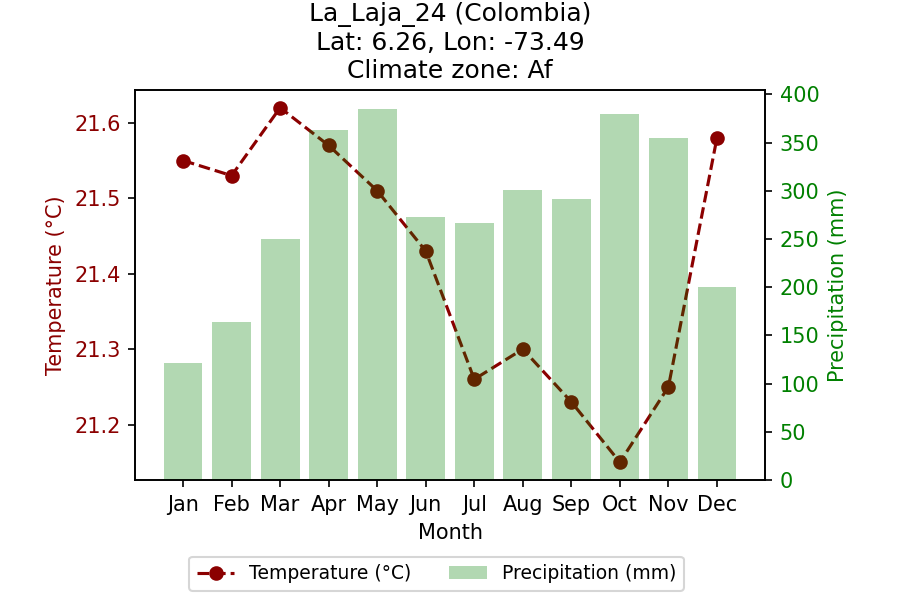 La_Laja_24 (Colombia)
Lat: 6.26, Lon: -73.49
Climate zone: Af
Temperature (°C)
21.6
21.5
21.4
21.3
21.2
400
350
300
250
200
150
100
50
0
Precipitation (mm)
Jan Feb Mar Apr May Jun Jul Aug Sep Oct Nov Dec
Month
Temperature (°C) Precipitation (mm)